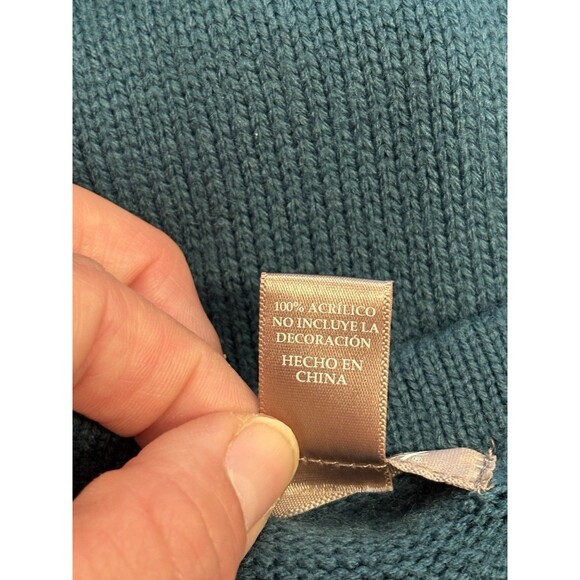 100% ACRÍLICO
NO INCLUYE LA
DECORACIÓN
HECHO EN
CHINA